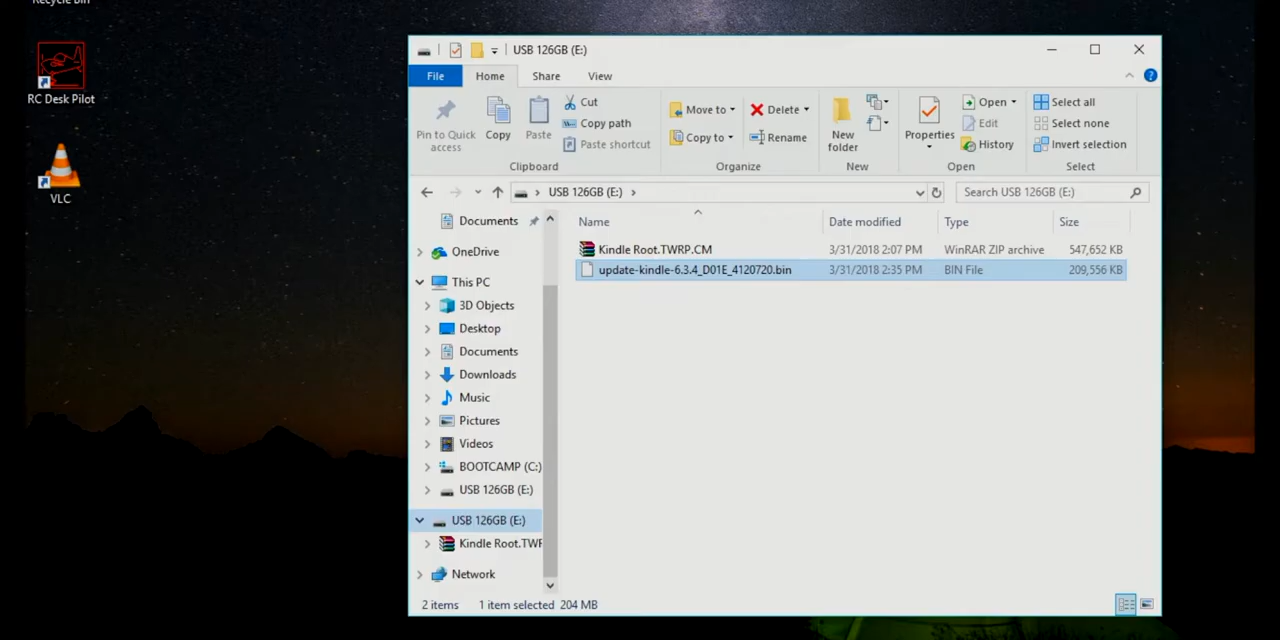 Recycle Bin
RC Desk Pilot
VLC
USB 126GB (E:)
File Home Share View
Pin to Quick access
Copy
Paste
Cut
Copy path
Paste shortcut
Clipboard
Move to
Copy to
Delete
Rename
Organize
New folder
New
Properties
Open
Edit
History
Open
Select all
Select none
Invert selection
Select
USB 126GB (E:)
Search USB 126GB (E:)
Documents
OneDrive
This PC
3D Objects
Desktop
Documents
Downloads
Music
Pictures
Videos
BOOTCAMP (C:)
USB 126GB (E:)
USB 126GB (E:)
Kindle Root.TWR
Network
Name Date modified Type Size
Kindle Root.TWRP.CM 3/31/2018 2:07 PM WinRAR ZIP archive 547,652 KB
update-kindle-6.3.4_D01E_4120720.bin 3/31/2018 2:35 PM BIN File 209,556 KB
2 items 1 item selected 204 MB